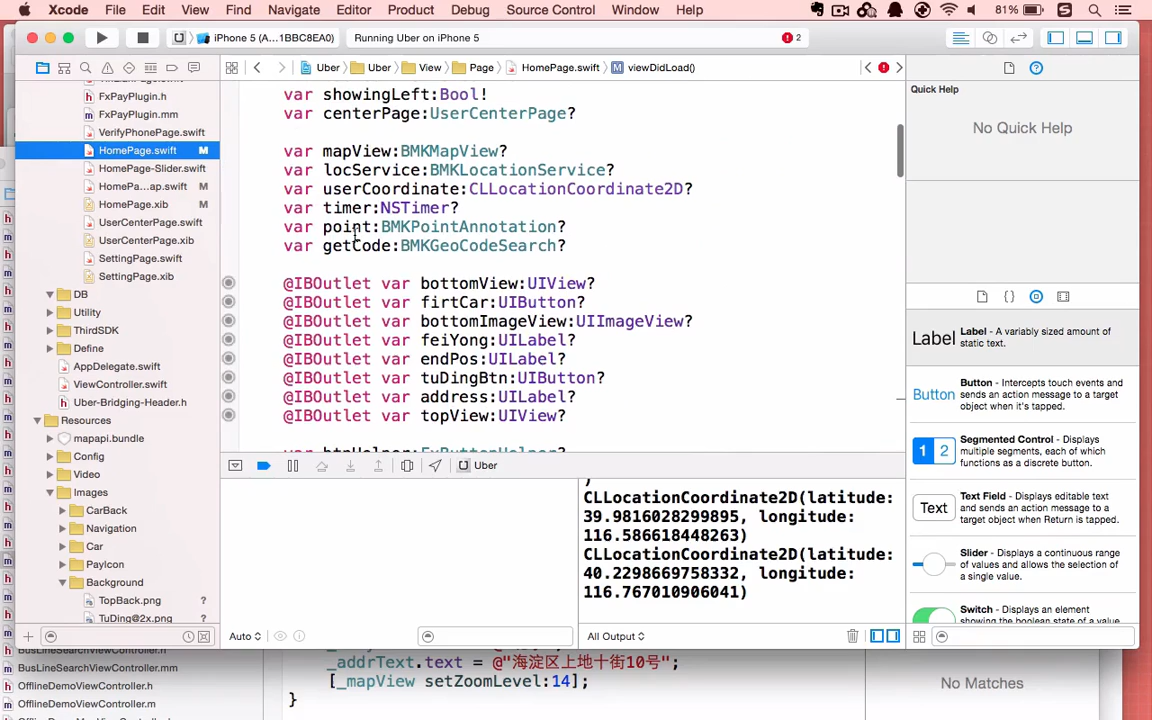 Xcode File Edit View Find Navigate Editor Product Debug Source Control Window Help 81%
iPhone 5 (A...1BBC8EA0) Running Uber on iPhone 5 2
Uber Uber View Page HomePage.swift viewDidLoad()
FxPayPlugin.h
FxPayPlugin.mm
VerifyPhonePage.swift
HomePage.swift M
HomePage-Slider.swift
HomePa...ap.swift M
HomePage.xib M
UserCenterPage.swift
UserCenterPage.xib
SettingPage.swift
SettingPage.xib
DB
Utility
ThirdSDK
Define
AppDelegate.swift
ViewController.swift
Uber-Bridging-Header.h
Resources
mapapi.bundle
Config
Video
Images
CarBack
Navigation
Car
PayIcon
Background
TopBack.png ?
TuDing@2x.png ?
var showingLeft:Bool!
var centerPage:UserCenterPage?
var mapView:BMKMapView?
var locService:BMKLocationService?
var userCoordinate:CLLocationCoordinate2D?
var timer:NSTimer?
var point:BMKPointAnnotation?
var getCode:BMKGeoCodeSearch?
@IBOutlet var bottomView:UIView?
@IBOutlet var firtCar:UIButton?
@IBOutlet var bottomImageView:UIImageView?
@IBOutlet var feiYong:UILabel?
@IBOutlet var endPos:UILabel?
@IBOutlet var tuDingBtn:UIButton?
@IBOutlet var address:UILabel?
@IBOutlet var topView:UIView?
var btnHelper:FxButtonHelper?
Uber
)
CLLocationCoordinate2D(latitude:
39.9816028299895, longitude:
116.586618448263)
CLLocationCoordinate2D(latitude:
40.2298669758332, longitude:
116.767010906041)
Auto
All Output
Quick Help
No Quick Help
Label
Label - A variably sized amount of
static text.
Button
Button - Intercepts touch events and
sends an action message to a
target object when it's tapped.
1 2
Segmented Control - Displays
multiple segments, each of which
functions as a discrete button.
Text
Text Field - Displays editable text
and sends an action message to a
target object when Return is tapped.
Slider - Displays a continuous range
of values and allows the selection of
a single value.
Switch - Displays an element
showing the boolean state of a value.
BusLineSearchViewController.h
BusLineSearchViewController.mm
OfflineDemoViewController.h
OfflineDemoViewController.m
_addrText.text = @"海淀区上地十街10号";
[_mapView setZoomLevel:14];
}
No Matches